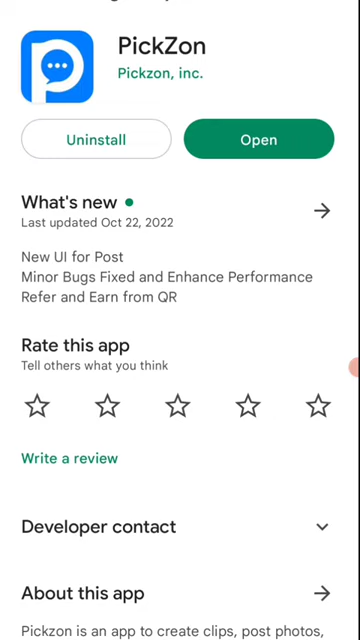 PickZon
Pickzon, inc.
Uninstall
Open
What's new
Last updated Oct 22, 2022
New UI for Post
Minor Bugs Fixed and Enhance Performance
Refer and Earn from QR
Rate this app
Tell others what you think
Write a review
Developer contact
About this app
Pickzon is an app to create clips, post photos,